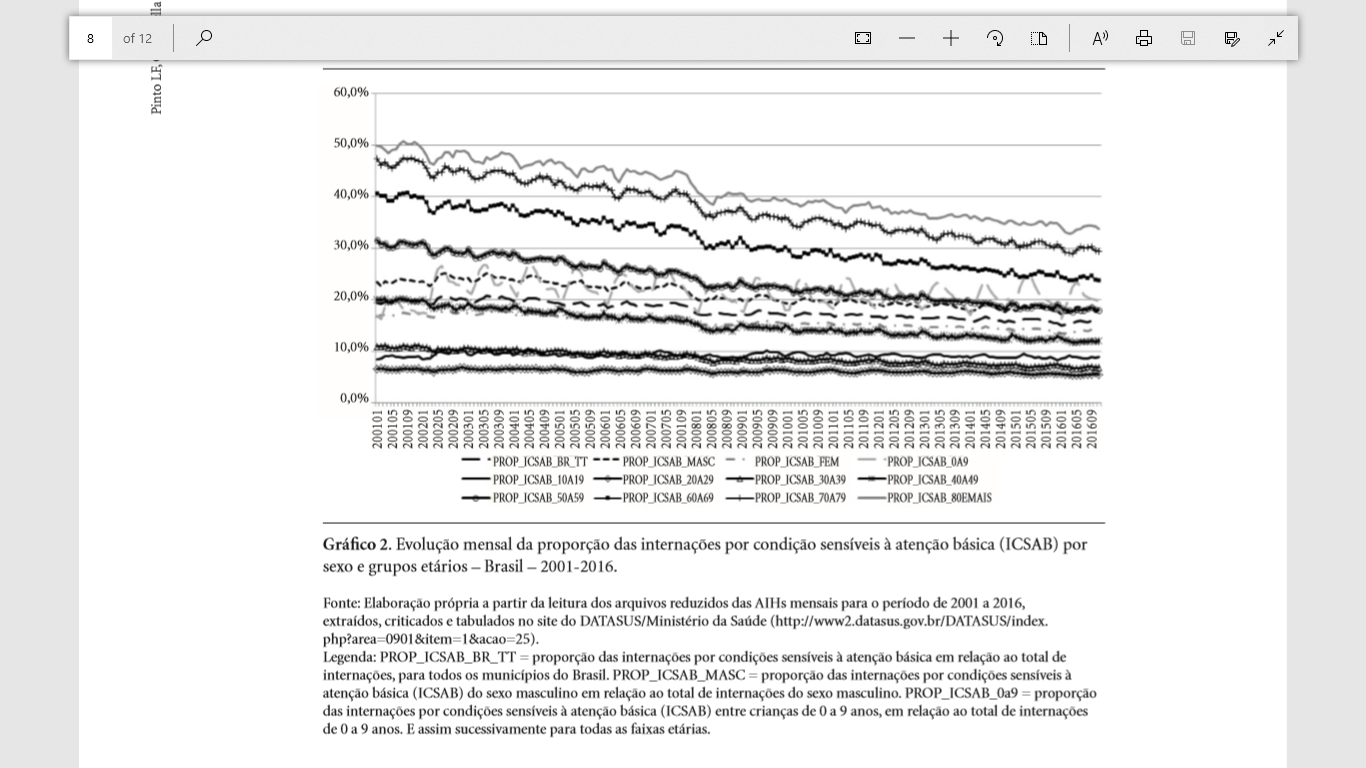 8 of 12
Pinto LF,
60,0%
50,0%
40,0%
30,0%
20,0%
10,0%
0,0%
200101 200105 200109 200201 200205 200209 200301 200305 200309 200401 200405 200409 200501 200505 200509 200601 200605 200609 200701 200705 200109 200801 200805 200809 200901 200905 200909 201001 201005 201009 201101 201105 201109 201201 201205 201209 201301 201305 201309 201401 201405 201409 201501 201505 201509 201601 201605 201609
PROP_ICSAB_BR_TT PROP_ICSAB_MASC PROP_ICSAB_FEM PROP_ICSAB_0A9
PROP_ICSAB_10A19 PROP_ICSAB_20A29 PROP_ICSAB_30A39 PROP_ICSAB_40A49
PROP_ICSAB_50A59 PROP_ICSAB_60A69 PROP_ICSAB_70A79 PROP_ICSAB_80EMAIS
Gráfico 2. Evolução mensal da proporção das internações por condição sensíveis à atenção básica (ICSAB) por
sexo e grupos etários – Brasil – 2001-2016.
Fonte: Elaboração própria a partir da leitura dos arquivos reduzidos das AIHs mensais para o período de 2001 a 2016,
extraídos, criticados e tabulados no site do DATASUS/Ministério da Saúde (http://www2.datasus.gov.br/DATASUS/index.
php?area=0901&item=1&acao=25).
Legenda: PROP_ICSAB_BR_TT = proporção das internações por condições sensíveis à atenção básica em relação ao total de
internações, para todos os municípios do Brasil. PROP_ICSAB_MASC = proporção das internações por condições sensíveis à
atenção básica (ICSAB) do sexo masculino em relação ao total de internações do sexo masculino. PROP_ICSAB_0a9 = proporção
das internações por condições sensíveis à atenção básica (ICSAB) entre crianças de 0 a 9 anos, em relação ao total de internações
de 0 a 9 anos. E assim sucessivamente para todas as faixas etárias.